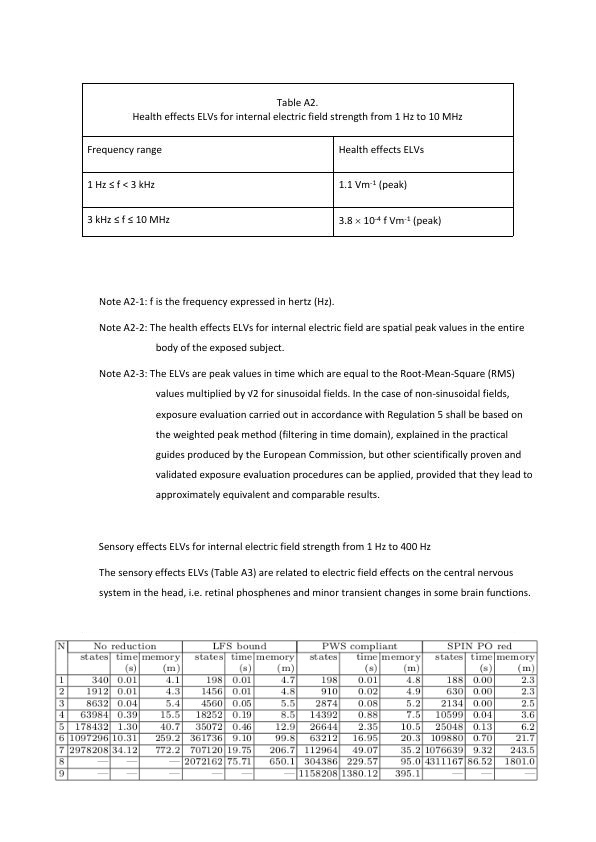 Table A2.
Health effects ELVs for internal electric field strength from 1 Hz to 10 MHz
Frequency range Health effects ELVs
1 Hz ≤ f < 3 kHz 1.1 Vm⁻¹ (peak)
3 kHz ≤ f ≤ 10 MHz 3.8 × 10⁻⁴ f Vm⁻¹ (peak)
Note A2-1: f is the frequency expressed in hertz (Hz).
Note A2-2: The health effects ELVs for internal electric field are spatial peak values in the entire
body of the exposed subject.
Note A2-3: The ELVs are peak values in time which are equal to the Root-Mean-Square (RMS)
values multiplied by √2 for sinusoidal fields. In the case of non-sinusoidal fields,
exposure evaluation carried out in accordance with Regulation 5 shall be based on
the weighted peak method (filtering in time domain), explained in the practical
guides produced by the European Commission, but other scientifically proven and
validated exposure evaluation procedures can be applied, provided that they lead to
approximately equivalent and comparable results.
Sensory effects ELVs for internal electric field strength from 1 Hz to 400 Hz
The sensory effects ELVs (Table A3) are related to electric field effects on the central nervous
system in the head, i.e. retinal phosphenes and minor transient changes in some brain functions.
N No reduction LFS bound PWS compliant SPIN PO red
states time memory states time memory states time memory states time memory
(s) (m) (s) (m) (s) (m) (s) (m)
1 340 0.01 4.1 198 0.01 4.7 198 0.01 4.8 188 0.00 2.3
2 1912 0.01 4.3 1456 0.01 4.8 910 0.02 4.9 630 0.00 2.3
3 8632 0.04 5.4 4560 0.05 5.5 2874 0.08 5.2 2134 0.00 2.5
4 63984 0.39 15.5 18252 0.19 8.5 14392 0.88 7.5 10599 0.04 3.6
5 178432 1.30 40.7 35072 0.46 12.9 26644 2.35 10.5 25048 0.13 6.2
6 1097296 10.31 259.2 361736 9.10 99.8 63212 16.95 20.3 109880 0.70 21.7
7 2978208 34.12 772.2 707120 19.75 206.7 112964 49.07 35.2 1076639 9.32 243.5
8 — — — 2072162 75.71 650.1 304386 229.57 95.0 4311167 86.52 1801.0
9 — — — — — — 1158208 1380.12 395.1 — — —